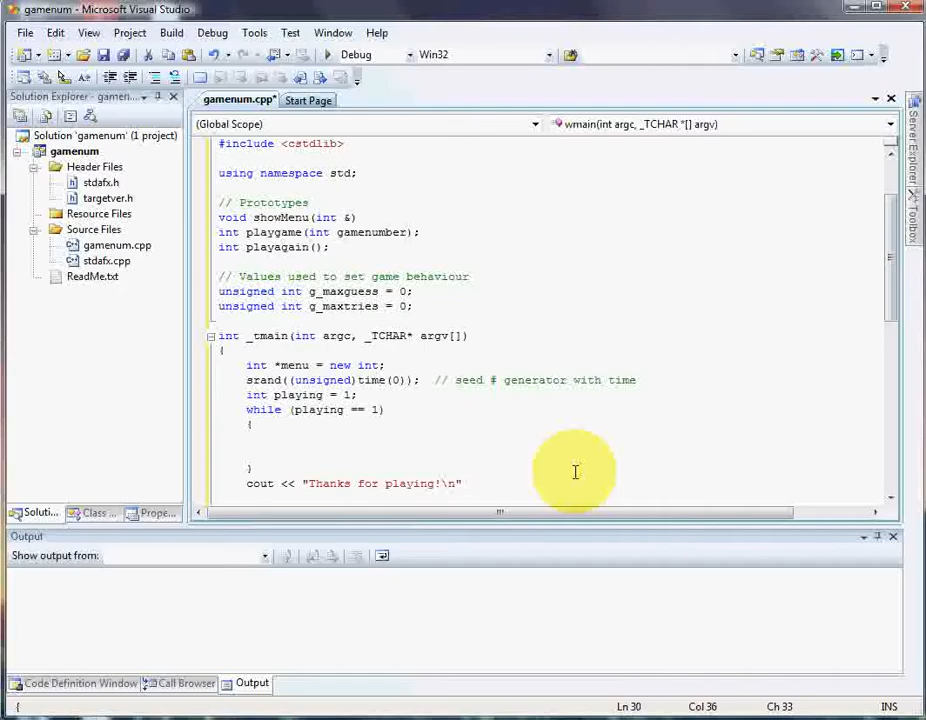 gamenum - Microsoft Visual Studio
File Edit View Project Build Debug Tools Test Window Help
Debug Win32
Solution Explorer - gamen...
gamenum.cpp* Start Page
(Global Scope) wmain(int argc, _TCHAR *[] argv)
Solution 'gamenum' (1 project)
gamenum
Header Files
stdafx.h
targetver.h
Resource Files
Source Files
gamenum.cpp
stdafx.cpp
ReadMe.txt
#include <cstdlib>
using namespace std;
// Prototypes
void showMenu(int &)
int playgame(int gamenumber);
int playagain();
// Values used to set game behaviour
unsigned int g_maxguess = 0;
unsigned int g_maxtries = 0;
int _tmain(int argc, _TCHAR* argv[])
{
int *menu = new int;
srand((unsigned)time(0)); // seed # generator with time
int playing = 1;
while (playing == 1)
{
}
cout << "Thanks for playing!\n"
Server Explorer
Toolbox
Soluti... Class ... Prope...
Output
Show output from:
Code Definition Window Call Browser Output
{ Ln 30 Col 36 Ch 33 INS